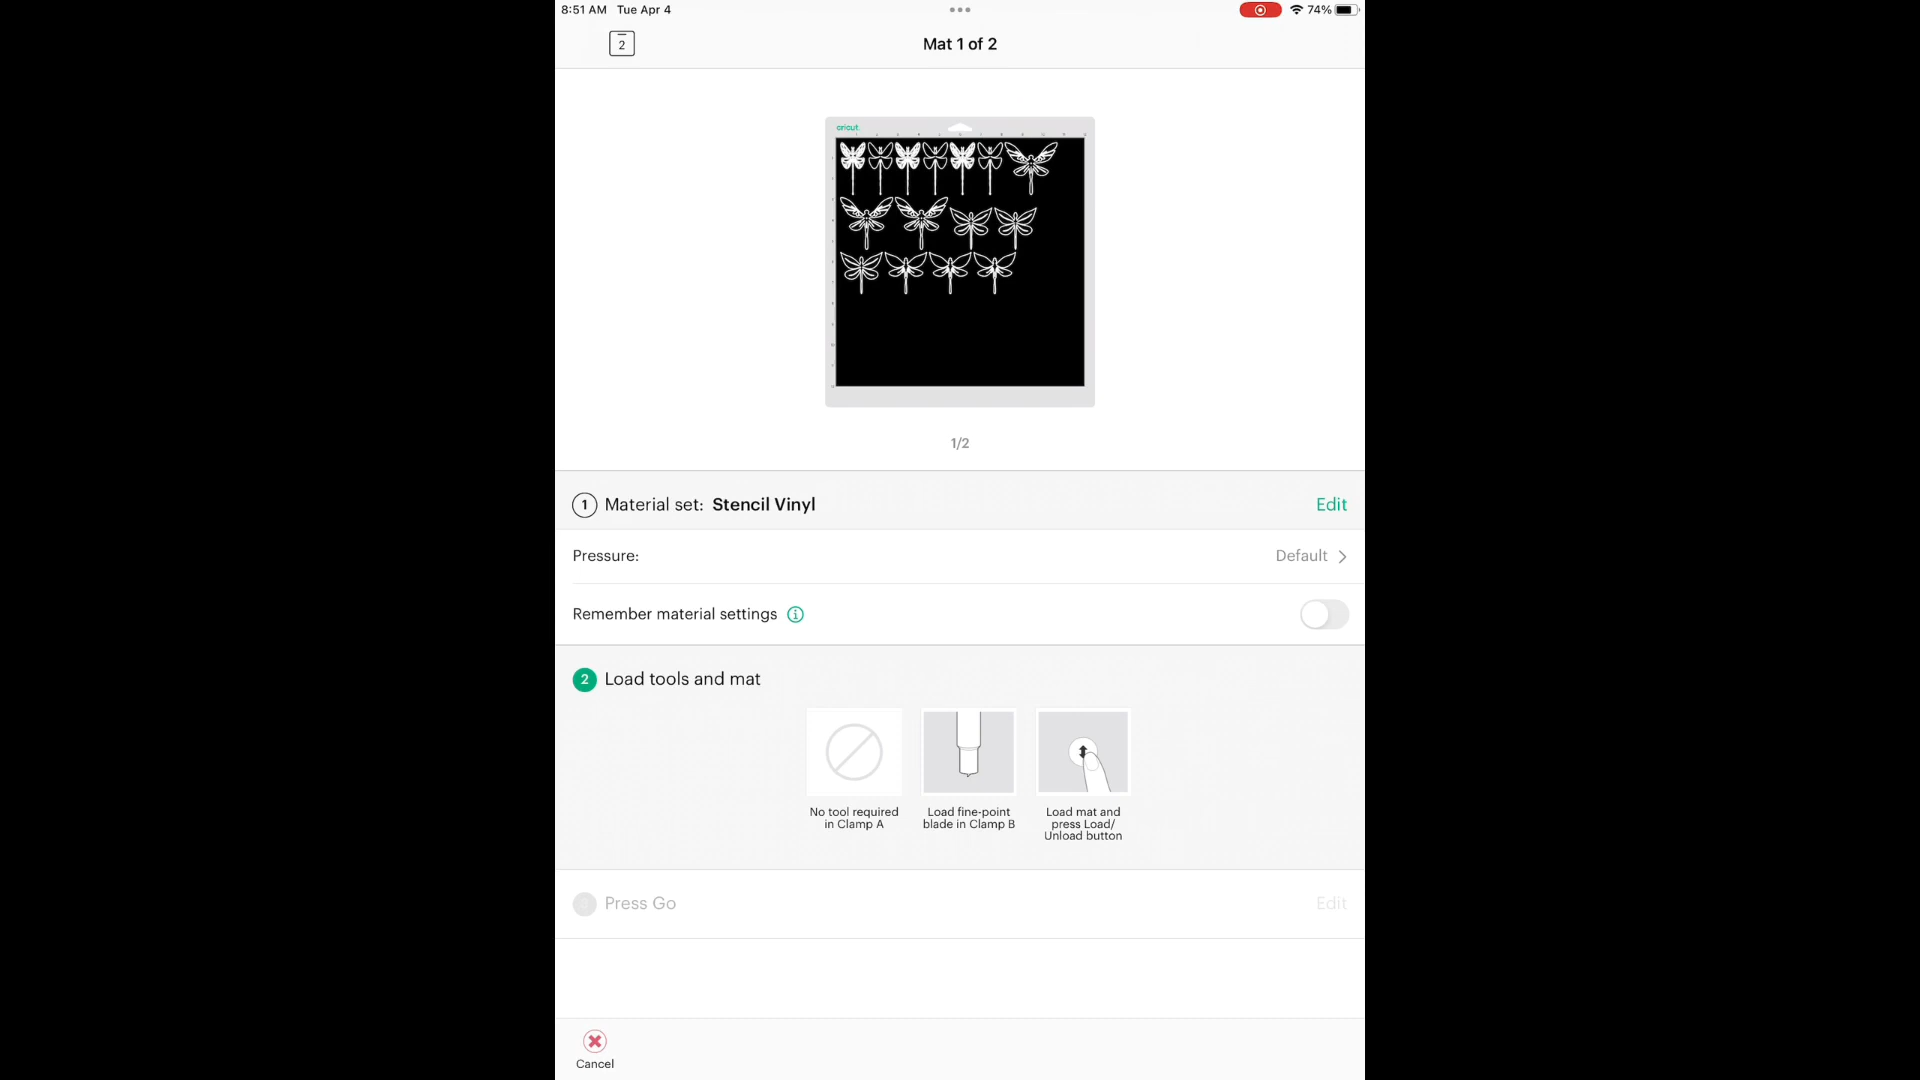 8:51 AM Tue Apr 4
74%
2
Mat 1 of 2
cricut
1/2
1 Material set: Stencil Vinyl
Edit
Pressure:
Default
Remember material settings
2 Load tools and mat
No tool required
in Clamp A
Load fine-point
blade in Clamp B
Load mat and
press Load/
Unload button
Press Go
Edit
Cancel